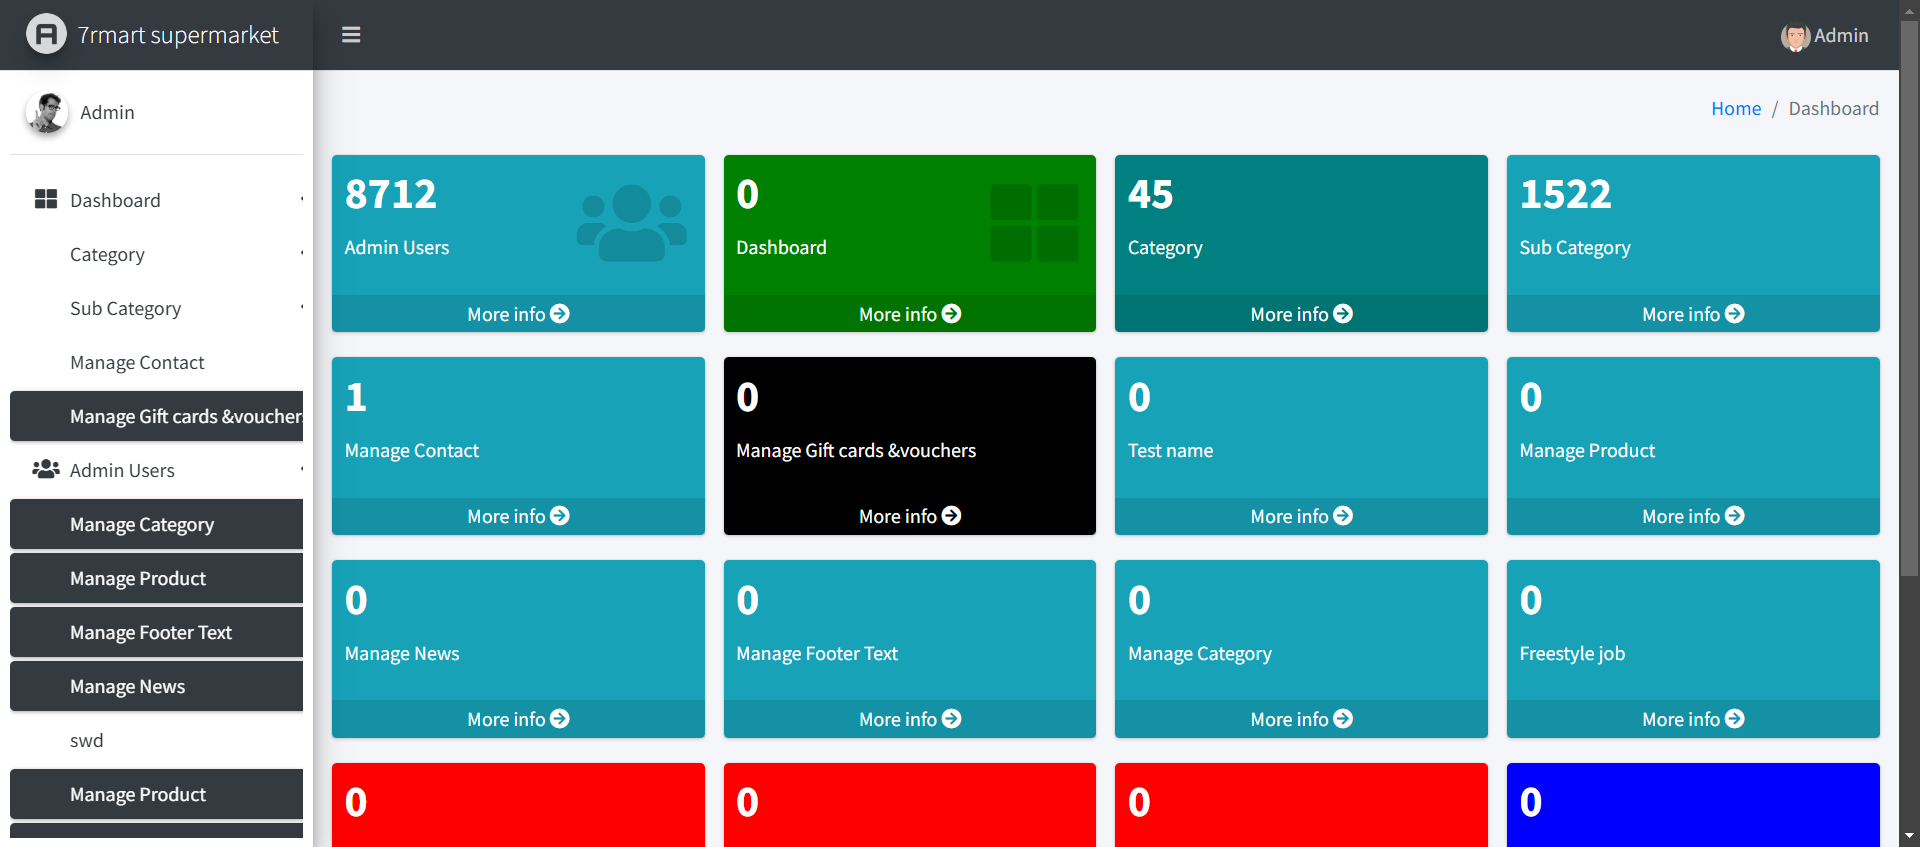 7rmart supermarket
Admin
Admin
Home / Dashboard
Dashboard
Category
Sub Category
Manage Contact
Manage Gift cards &vouchers
Admin Users
Manage Category
Manage Product
Manage Footer Text
Manage News
swd
Manage Product
8712
Admin Users
More info
0
Dashboard
More info
45
Category
More info
1522
Sub Category
More info
1
Manage Contact
More info
0
Manage Gift cards &vouchers
More info
0
Test name
More info
0
Manage Product
More info
0
Manage News
More info
0
Manage Footer Text
More info
0
Manage Category
More info
0
Freestyle job
More info
0
0
0
0